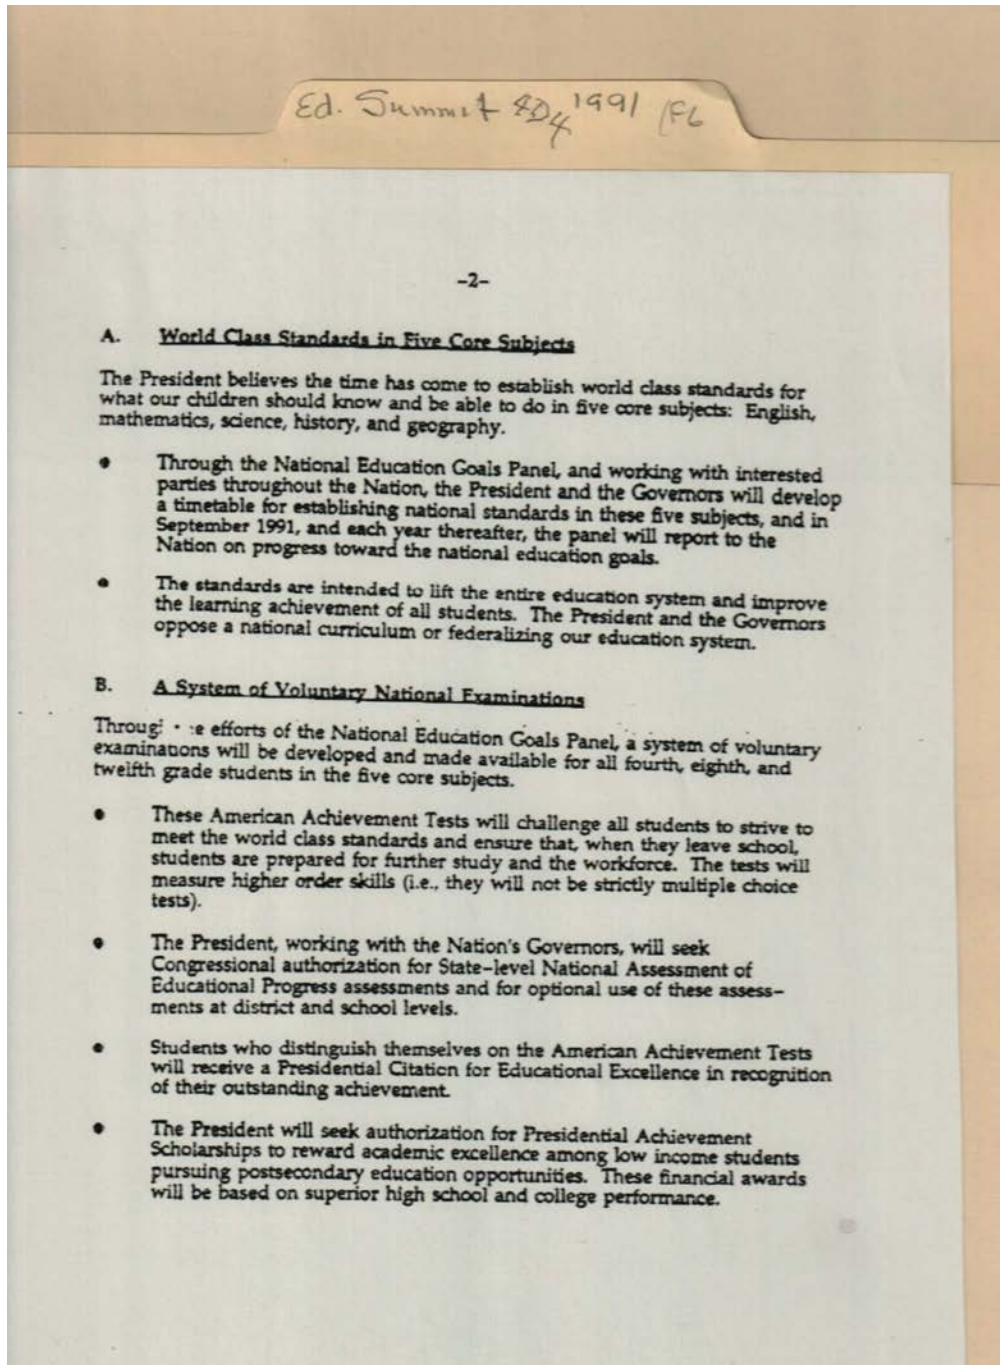 Ed. Summit 1991
-2-
A. World Class Standards in Five Core Subjects
The President believes the time has come to establish world class standards for
what our children should know and be able to do in five core subjects: English,
mathematics, science, history, and geography.
• Through the National Education Goals Panel, and working with interested
parties throughout the Nation, the President and the Governors will develop
a timetable for establishing national standards in these five subjects, and in
September 1991, and each year thereafter, the panel will report to the
Nation on progress toward the national education goals.
• The standards are intended to lift the entire education system and improve
the learning achievement of all students. The President and the Governors
oppose a national curriculum or federalizing our education system.
B. A System of Voluntary National Examinations
efforts of the National Education Goals Panel, a system of voluntary
examinations will be developed and made available for all fourth, eighth, and
twelfth grade students in the five core subjects.
• These American Achievement Tests will challenge all students to strive to
meet the world class standards and ensure that, when they leave school,
students are prepared for further study and the workforce. The tests will
measure higher order skills (i.e., they will not be strictly multiple choice
tests).
• The President, working with the Nation's Governors, will seek
Congressional authorization for State-level National Assessment of
Educational Progress assessments and for optional use of these assess-
ments at district and school levels.
• Students who distinguish themselves on the American Achievement Tests
will receive a Presidential Citation for Educational Excellence in recognition
of their outstanding achievement.
• The President will seek authorization for Presidential Achievement
Scholarships to reward academic excellence among low income students
pursuing postsecondary education opportunities. These financial awards
will be based on superior high school and college performance.